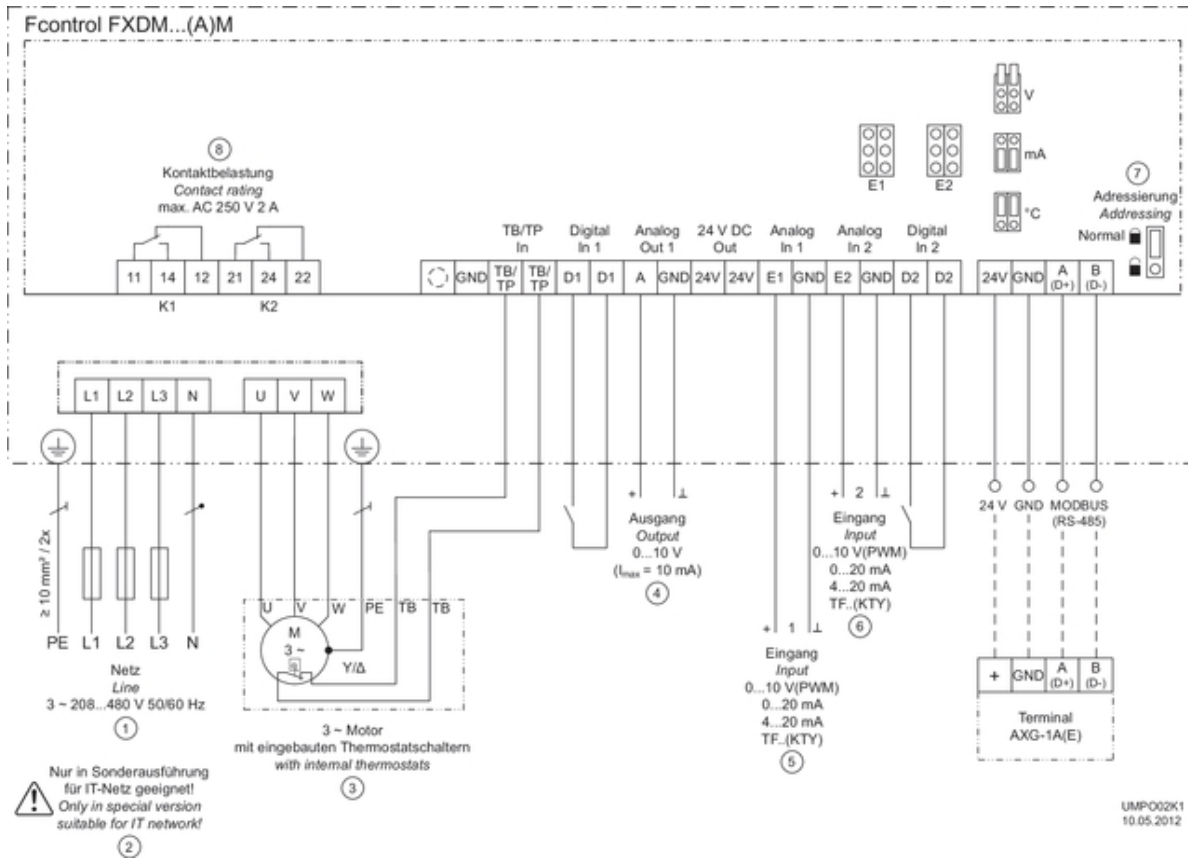 Fcontrol FXDM...(A)M
V
mA
°C
E1
E2
7
Adressierung
Addressing
Normal
8
Kontaktbelastung
Contact rating
max. AC 250 V 2 A
TB/TP In
Digital In 1
Analog Out 1
24 V DC Out
Analog In 1
Analog In 2
Digital In 2
11 14 12 21 24 22
K1 K2
GND TB/TP TB/TP D1 D1 A GND 24V 24V E1 GND E2 GND D2 D2
24V GND A (D+) B (D-)
L1 L2 L3 N
U V W
≥ 10 mm² / 2x
PE L1 L2 L3 N
Netz
Line
3 ~ 208...480 V 50/60 Hz
1
Nur in Sonderausführung
für IT-Netz geeignet!
Only in special version
suitable for IT network!
2
U V W PE TB TB
M
3 ~
Y/Δ
3 ~ Motor
mit eingebauten Thermostatschaltern
with internal thermostats
3
+ ⊥
Ausgang
Output
0...10 V
(Imax = 10 mA)
4
+ 1 ⊥
Eingang
Input
0...10 V(PWM)
0...20 mA
4...20 mA
TF..(KTY)
5
+ 2 ⊥
Eingang
Input
0...10 V(PWM)
0...20 mA
4...20 mA
TF..(KTY)
6
24 V GND MODBUS
(RS-485)
+ GND A (D+) B (D-)
Terminal
AXG-1A(E)
UMPO02K1
10.05.2012